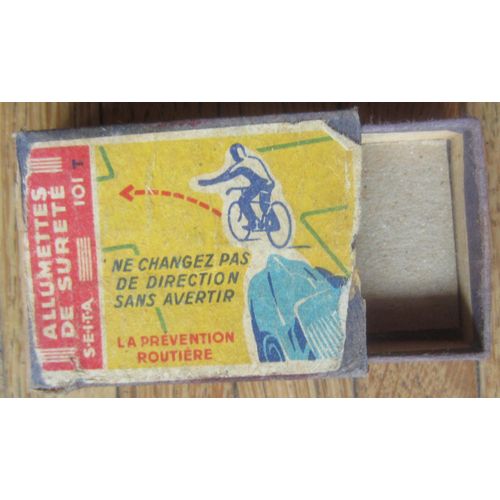 ALLUMETTES
DE SURETÉ
S·E·I·T·A 101 T
NE CHANGEZ PAS
DE DIRECTION
SANS AVERTIR
LA PRÉVENTION
ROUTIÈRE